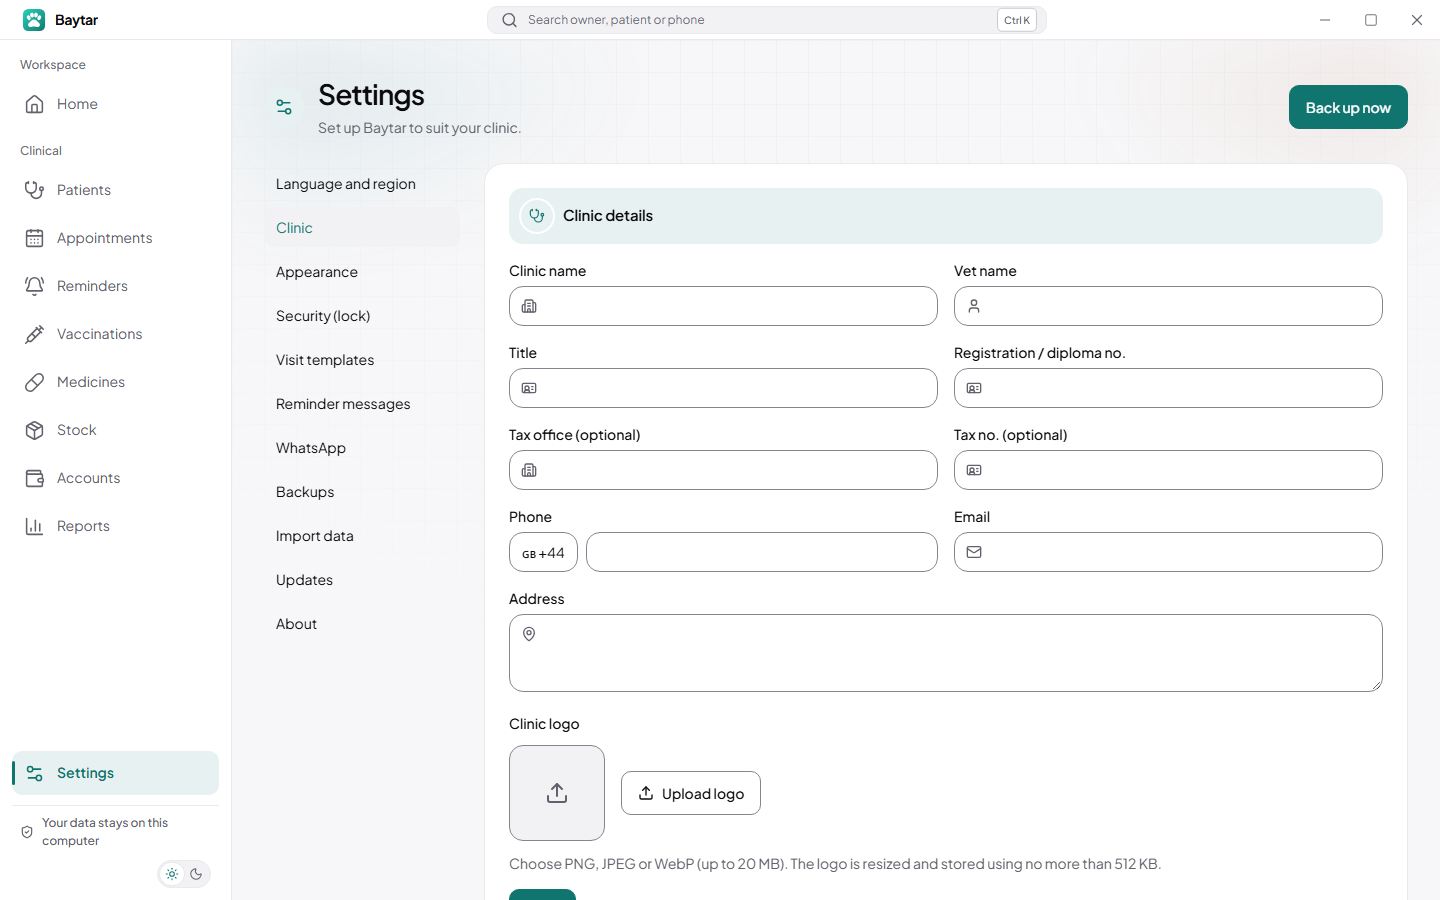 Baytar
Search owner, patient or phone
Ctrl K
Workspace
Home
Clinical
Patients
Appointments
Reminders
Vaccinations
Medicines
Stock
Accounts
Reports
Settings
Your data stays on this
computer
Settings
Set up Baytar to suit your clinic.
Back up now
Language and region
Clinic
Appearance
Security (lock)
Visit templates
Reminder messages
WhatsApp
Backups
Import data
Updates
About
Clinic details
Clinic name
Vet name
Title
Registration / diploma no.
Tax office (optional)
Tax no. (optional)
Phone
GB +44
Email
Address
Clinic logo
Upload logo
Choose PNG, JPEG or WebP (up to 20 MB). The logo is resized and stored using no more than 512 KB.